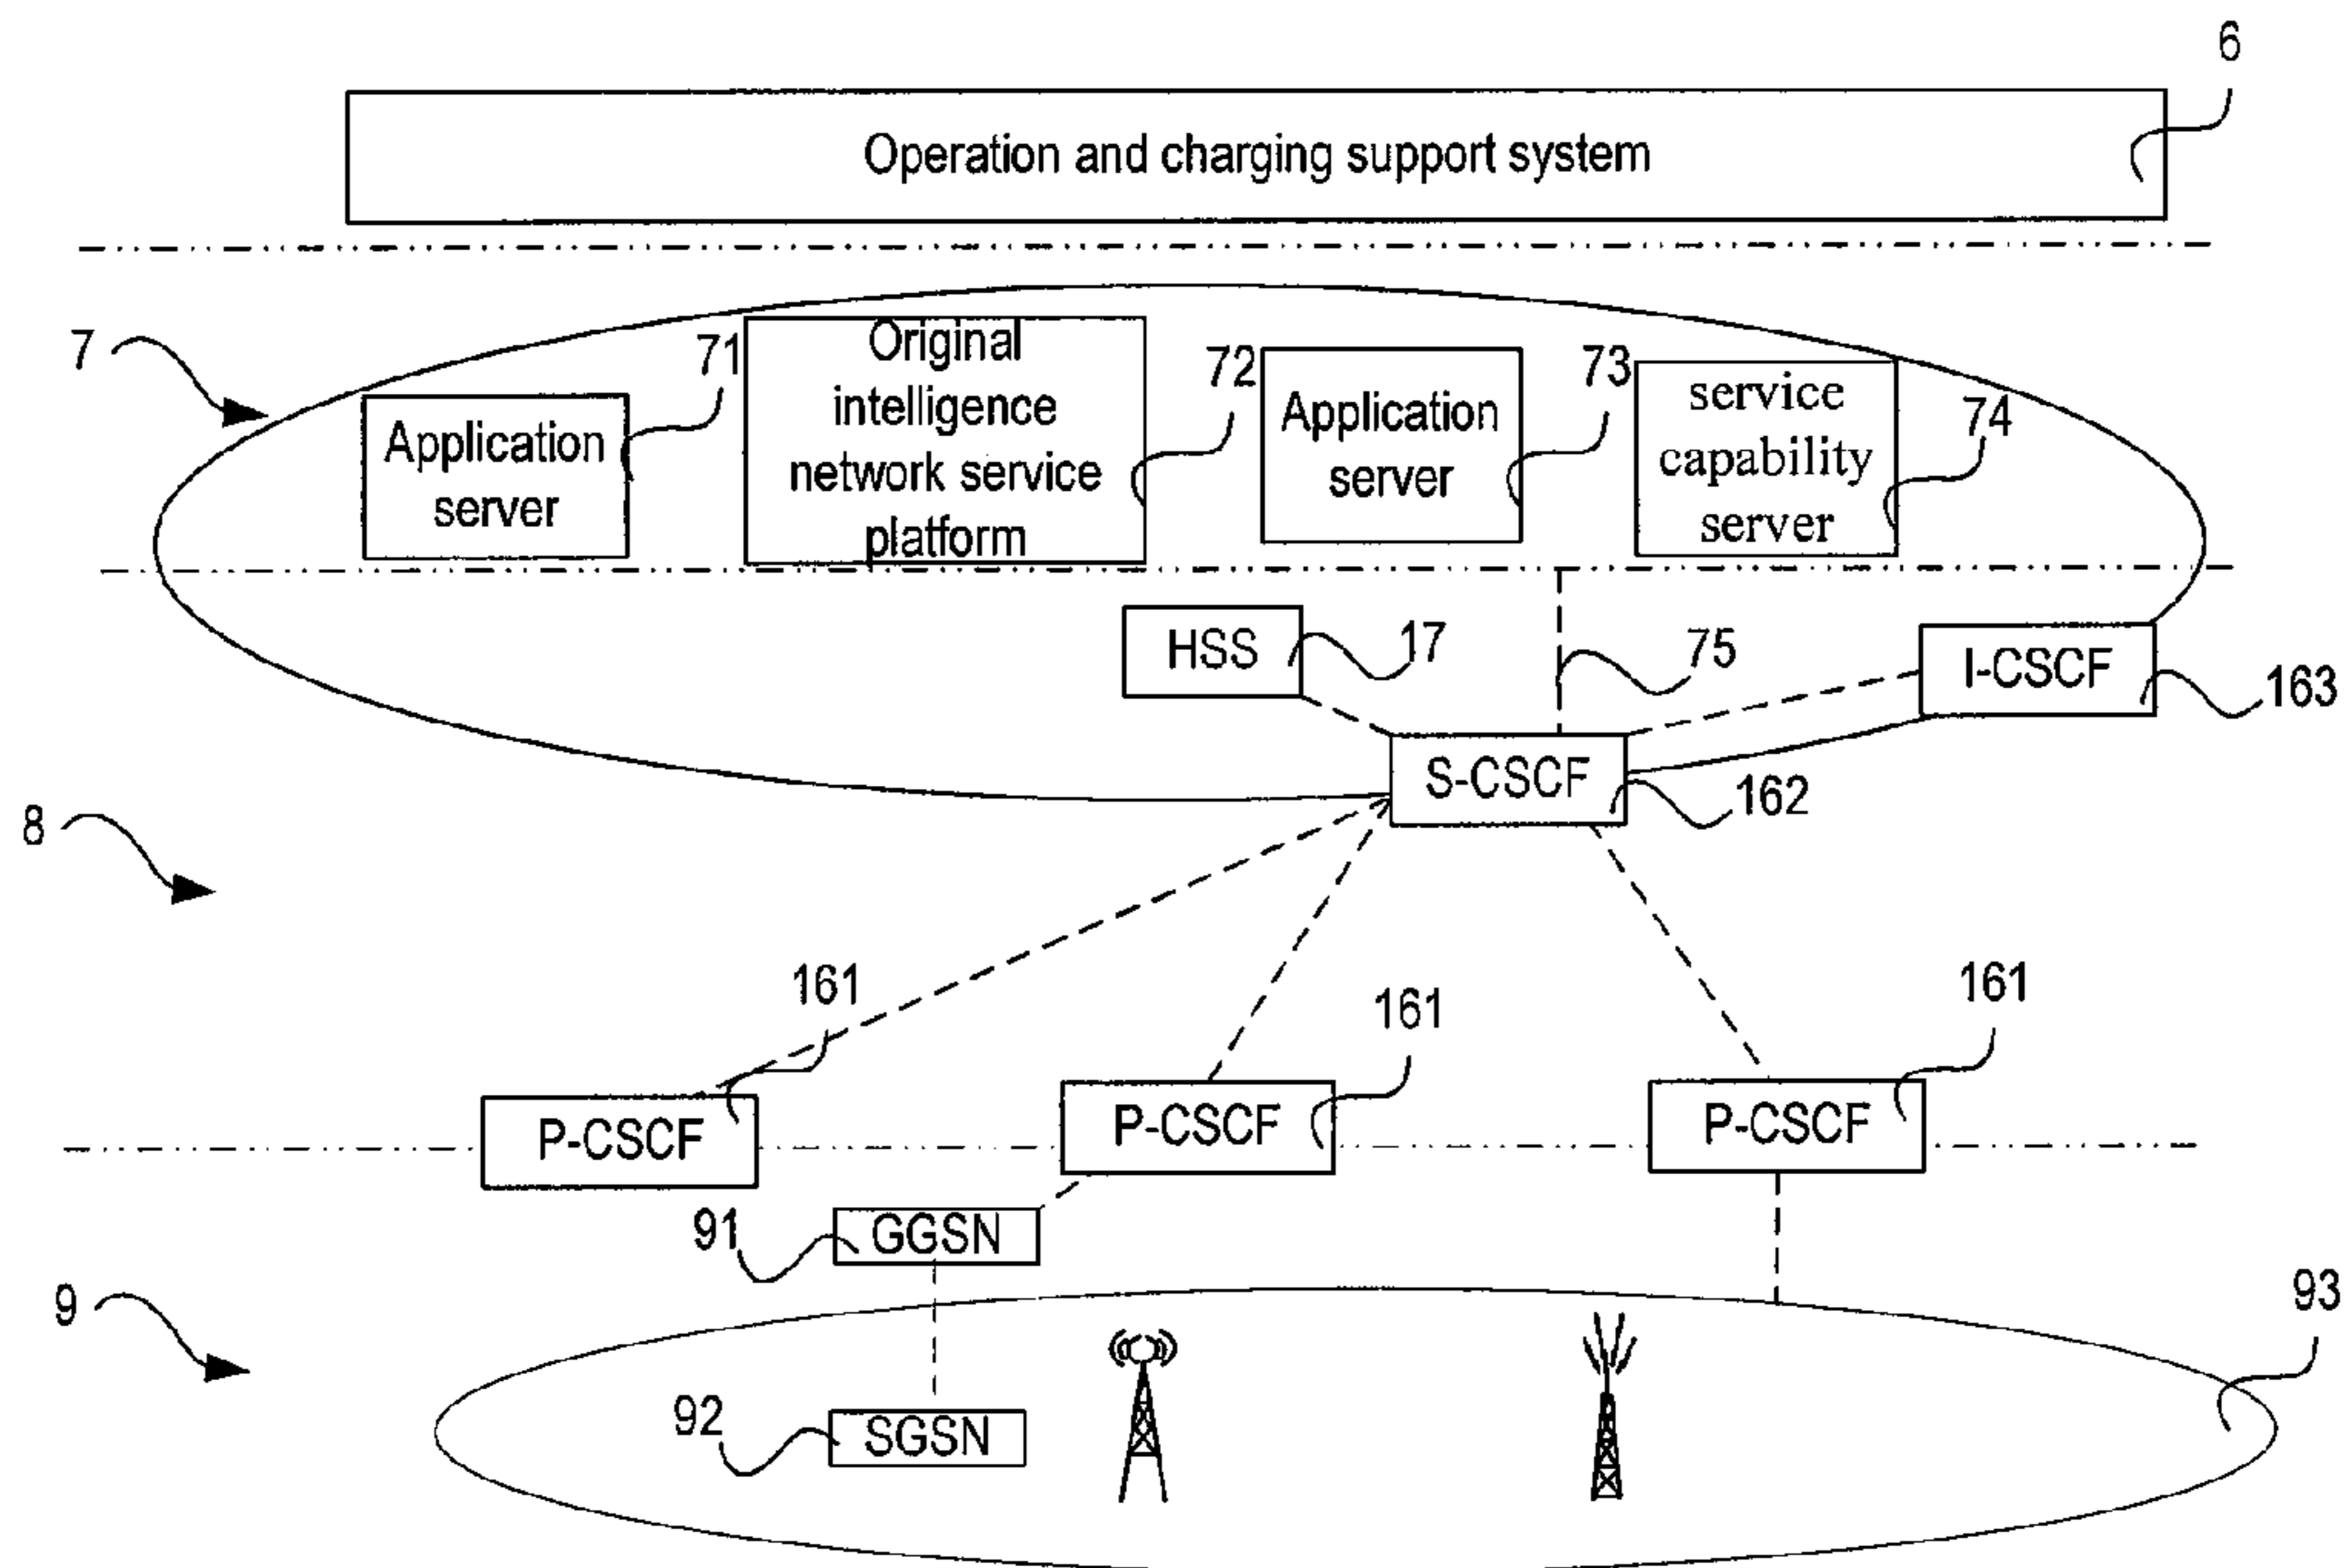 6
Operation and charging support system
7
71
Original
intelligence
network service
platform
72
Application
server
73
Application
server
service
capability
server
74
HSS
17
75
I-CSCF
163
S-CSCF
162
8
161
161
161
P-CSCF
P-CSCF
P-CSCF
91
GGSN
9
93
92
SGSN